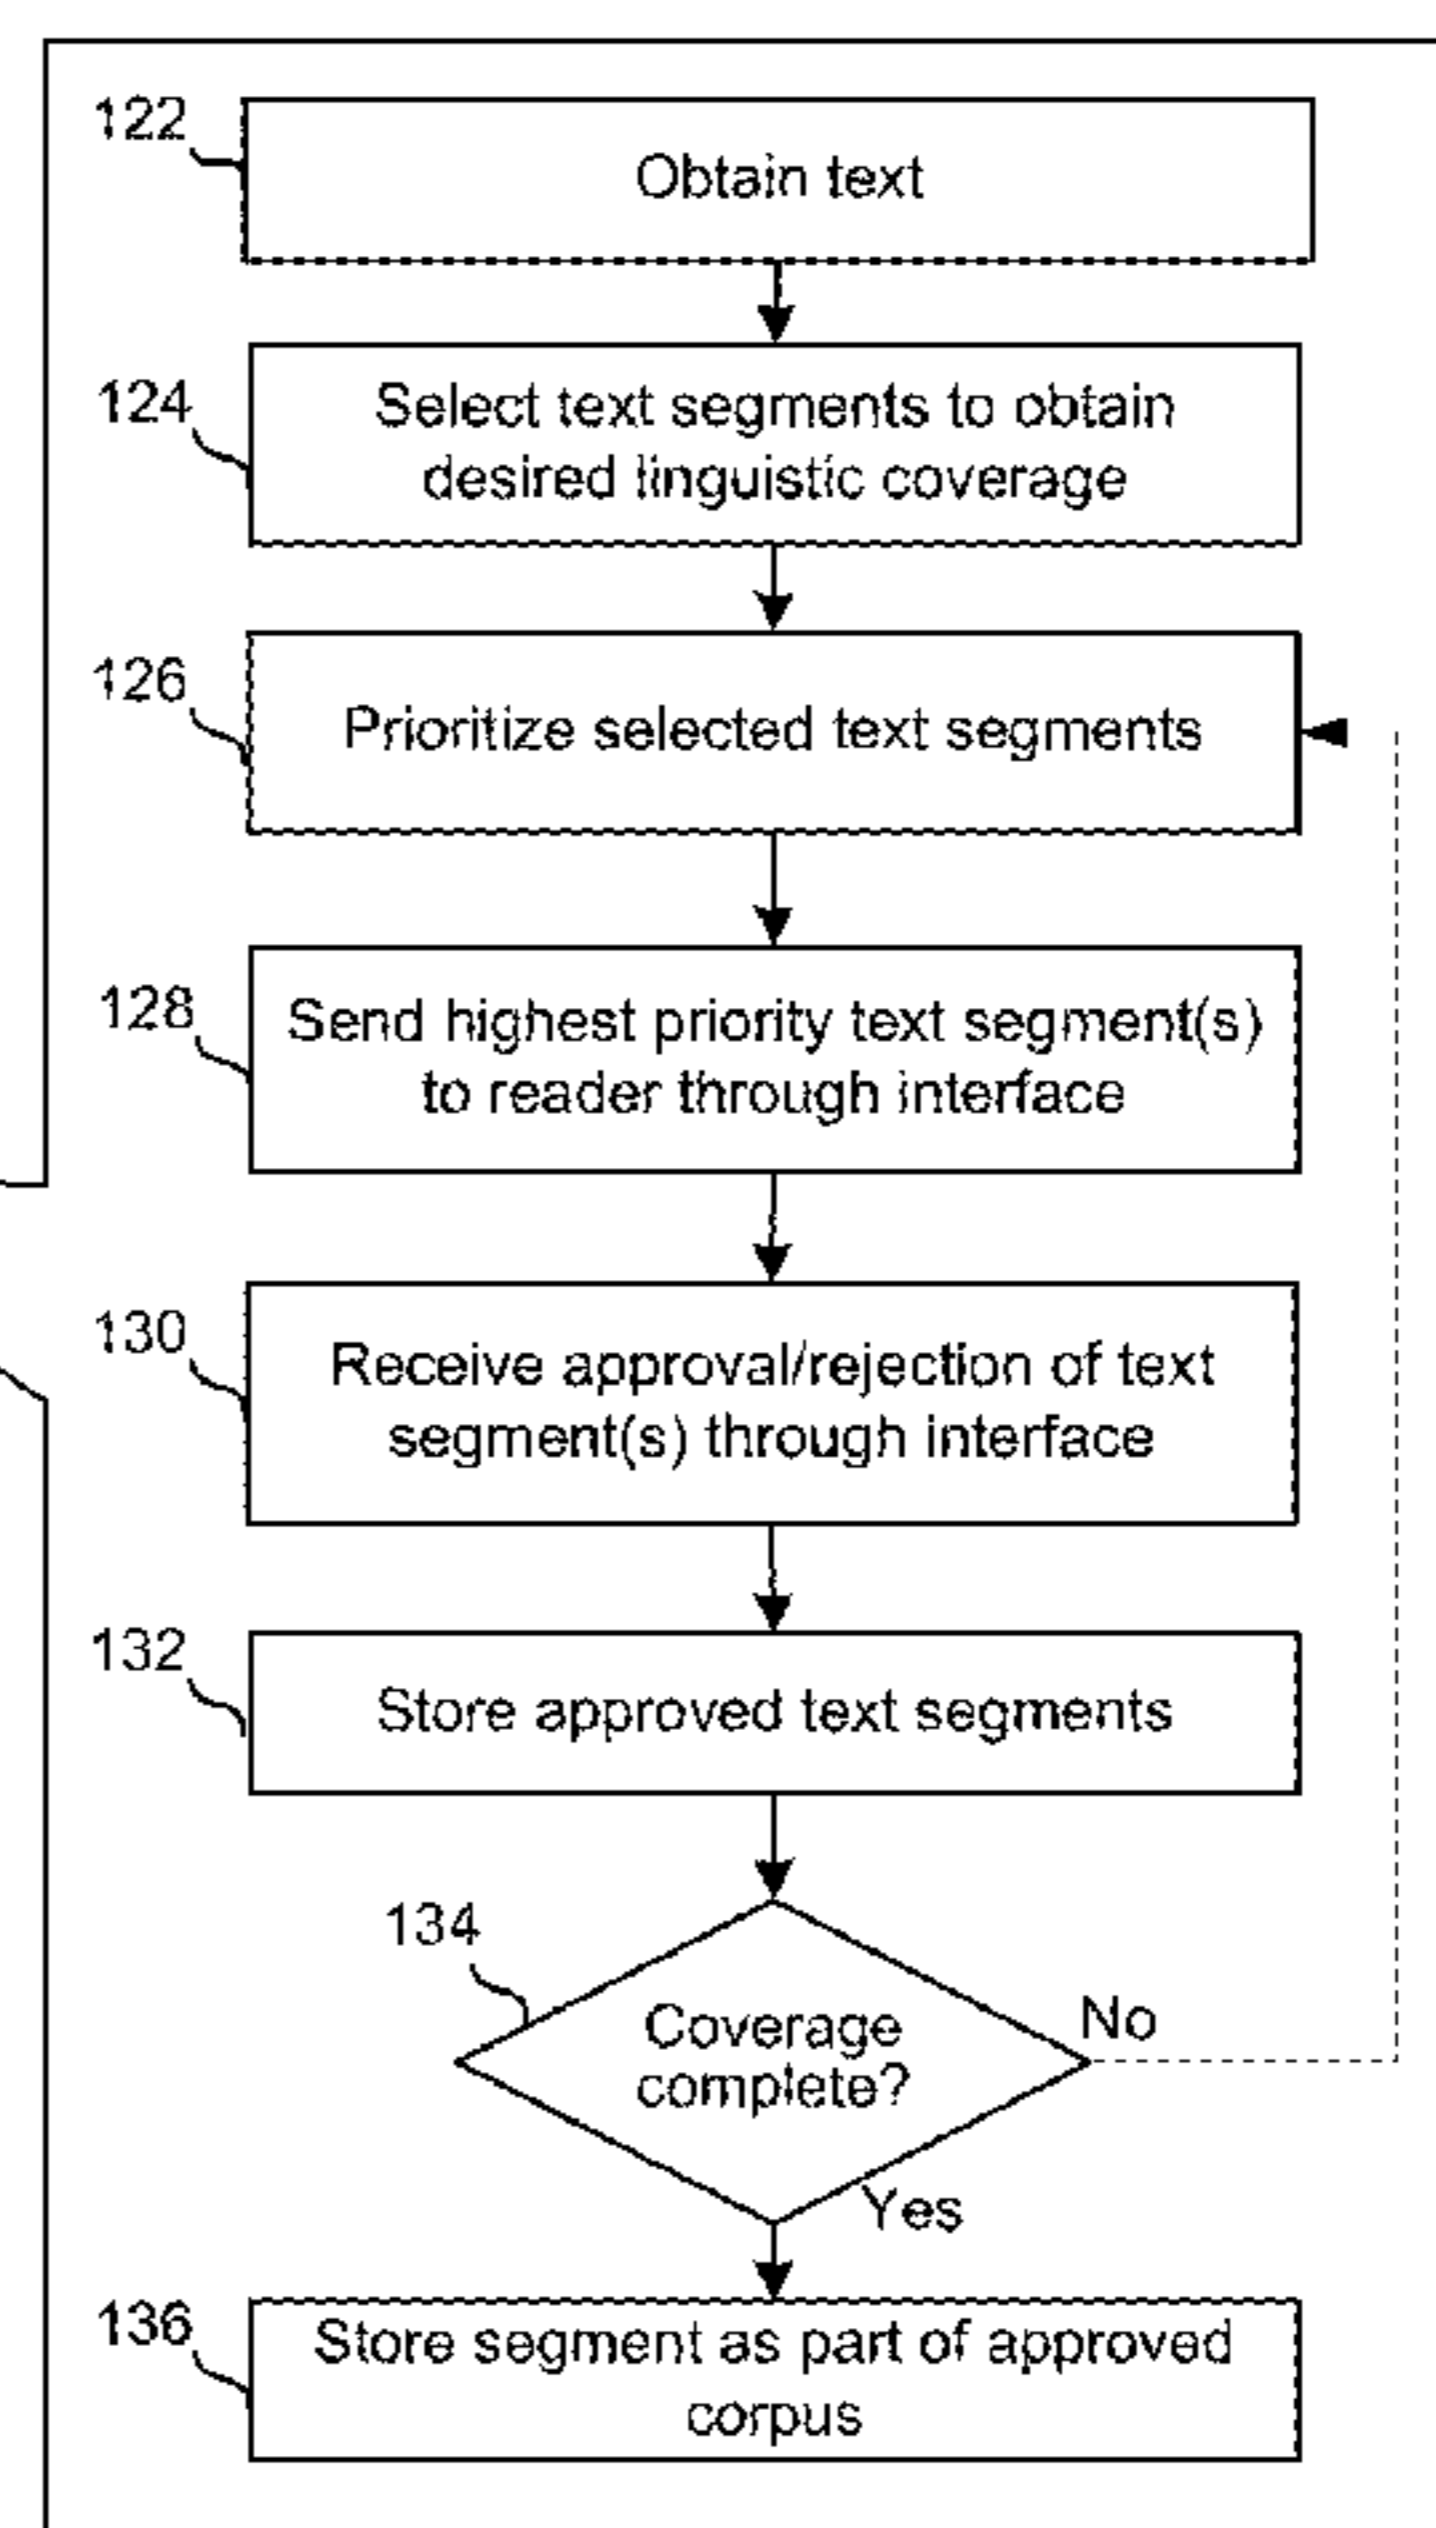 122
Obtain text
124
Select text segments to obtain
desired linguistic coverage
126
Prioritize selected text segments
128
Send highest priority text segment(s)
to reader through interface
130
Receive approval/rejection of text
segment(s) through interface
132
Store approved text segments
134
Coverage
complete?
No
Yes
136
Store segment as part of approved
corpus